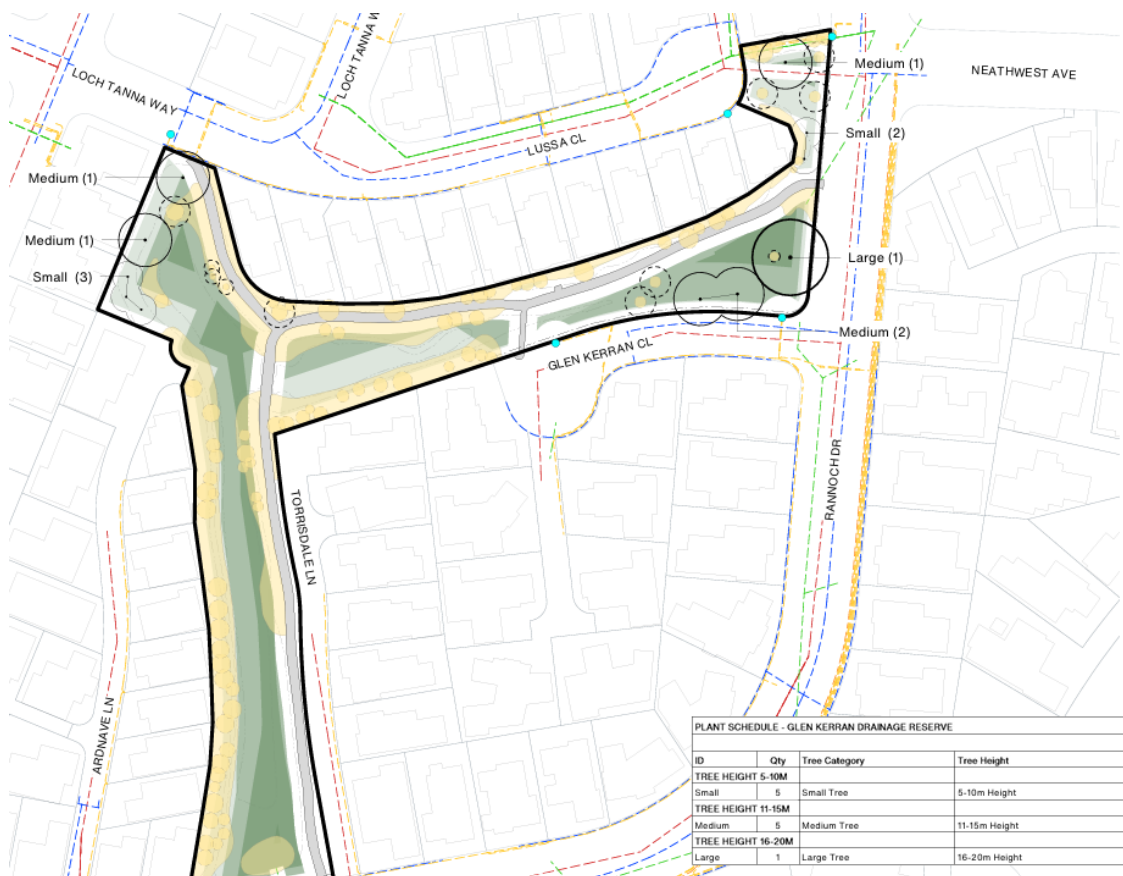 LOCH TANNA WAY
LOCH TANNA W
Medium (1)
NEATHWEST AVE
LUSSA CL
Small (2)
Medium (1)
Medium (1)
Small (3)
Large (1)
Medium (2)
GLEN KERRAN CL
RANNOCH DR
TORRISDALE LN
ARDNAVE LN
PLANT SCHEDULE - GLEN KERRAN DRAINAGE RESERVE
ID Qty Tree Category Tree Height
TREE HEIGHT 5-10M
Small 5 Small Tree 5-10m Height
TREE HEIGHT 11-15M
Medium 5 Medium Tree 11-15m Height
TREE HEIGHT 16-20M
Large 1 Large Tree 16-20m Height